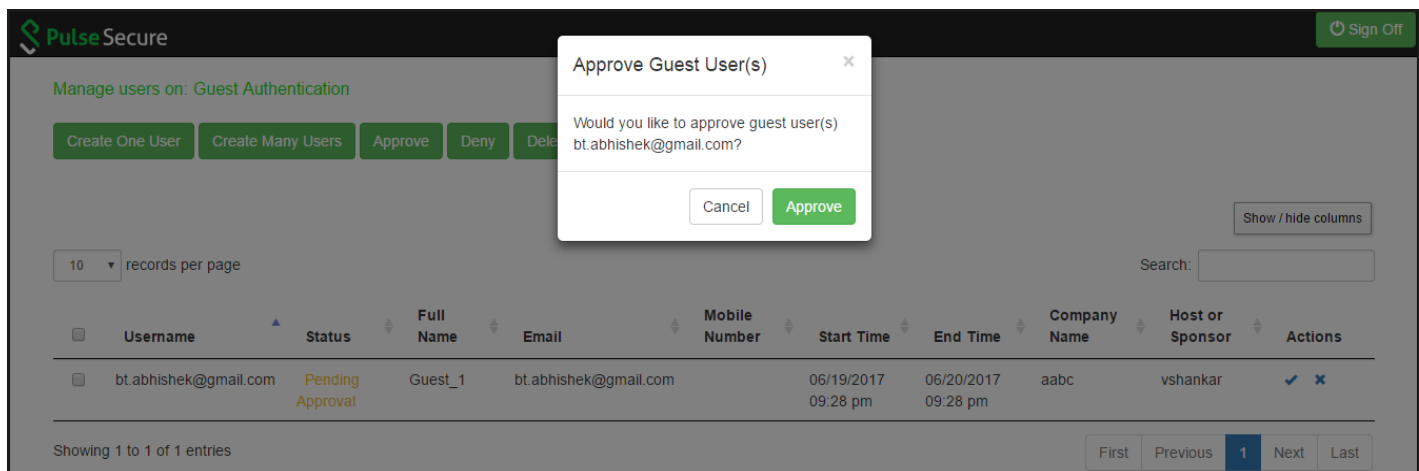 Pulse Secure
Sign Off
Approve Guest User(s)
×
Manage users on: Guest Authentication
Would you like to approve guest user(s)
bt.abhishek@gmail.com?
Create One User Create Many Users Approve Deny Dele
Cancel Approve
Show / hide columns
10 records per page
Search:
Username Status Full Name Email Mobile Number Start Time End Time Company Name Host or Sponsor Actions
bt.abhishek@gmail.com Pending Approval Guest_1 bt.abhishek@gmail.com 06/19/2017 09:28 pm 06/20/2017 09:28 pm aabc vshankar
Showing 1 to 1 of 1 entries
First Previous 1 Next Last